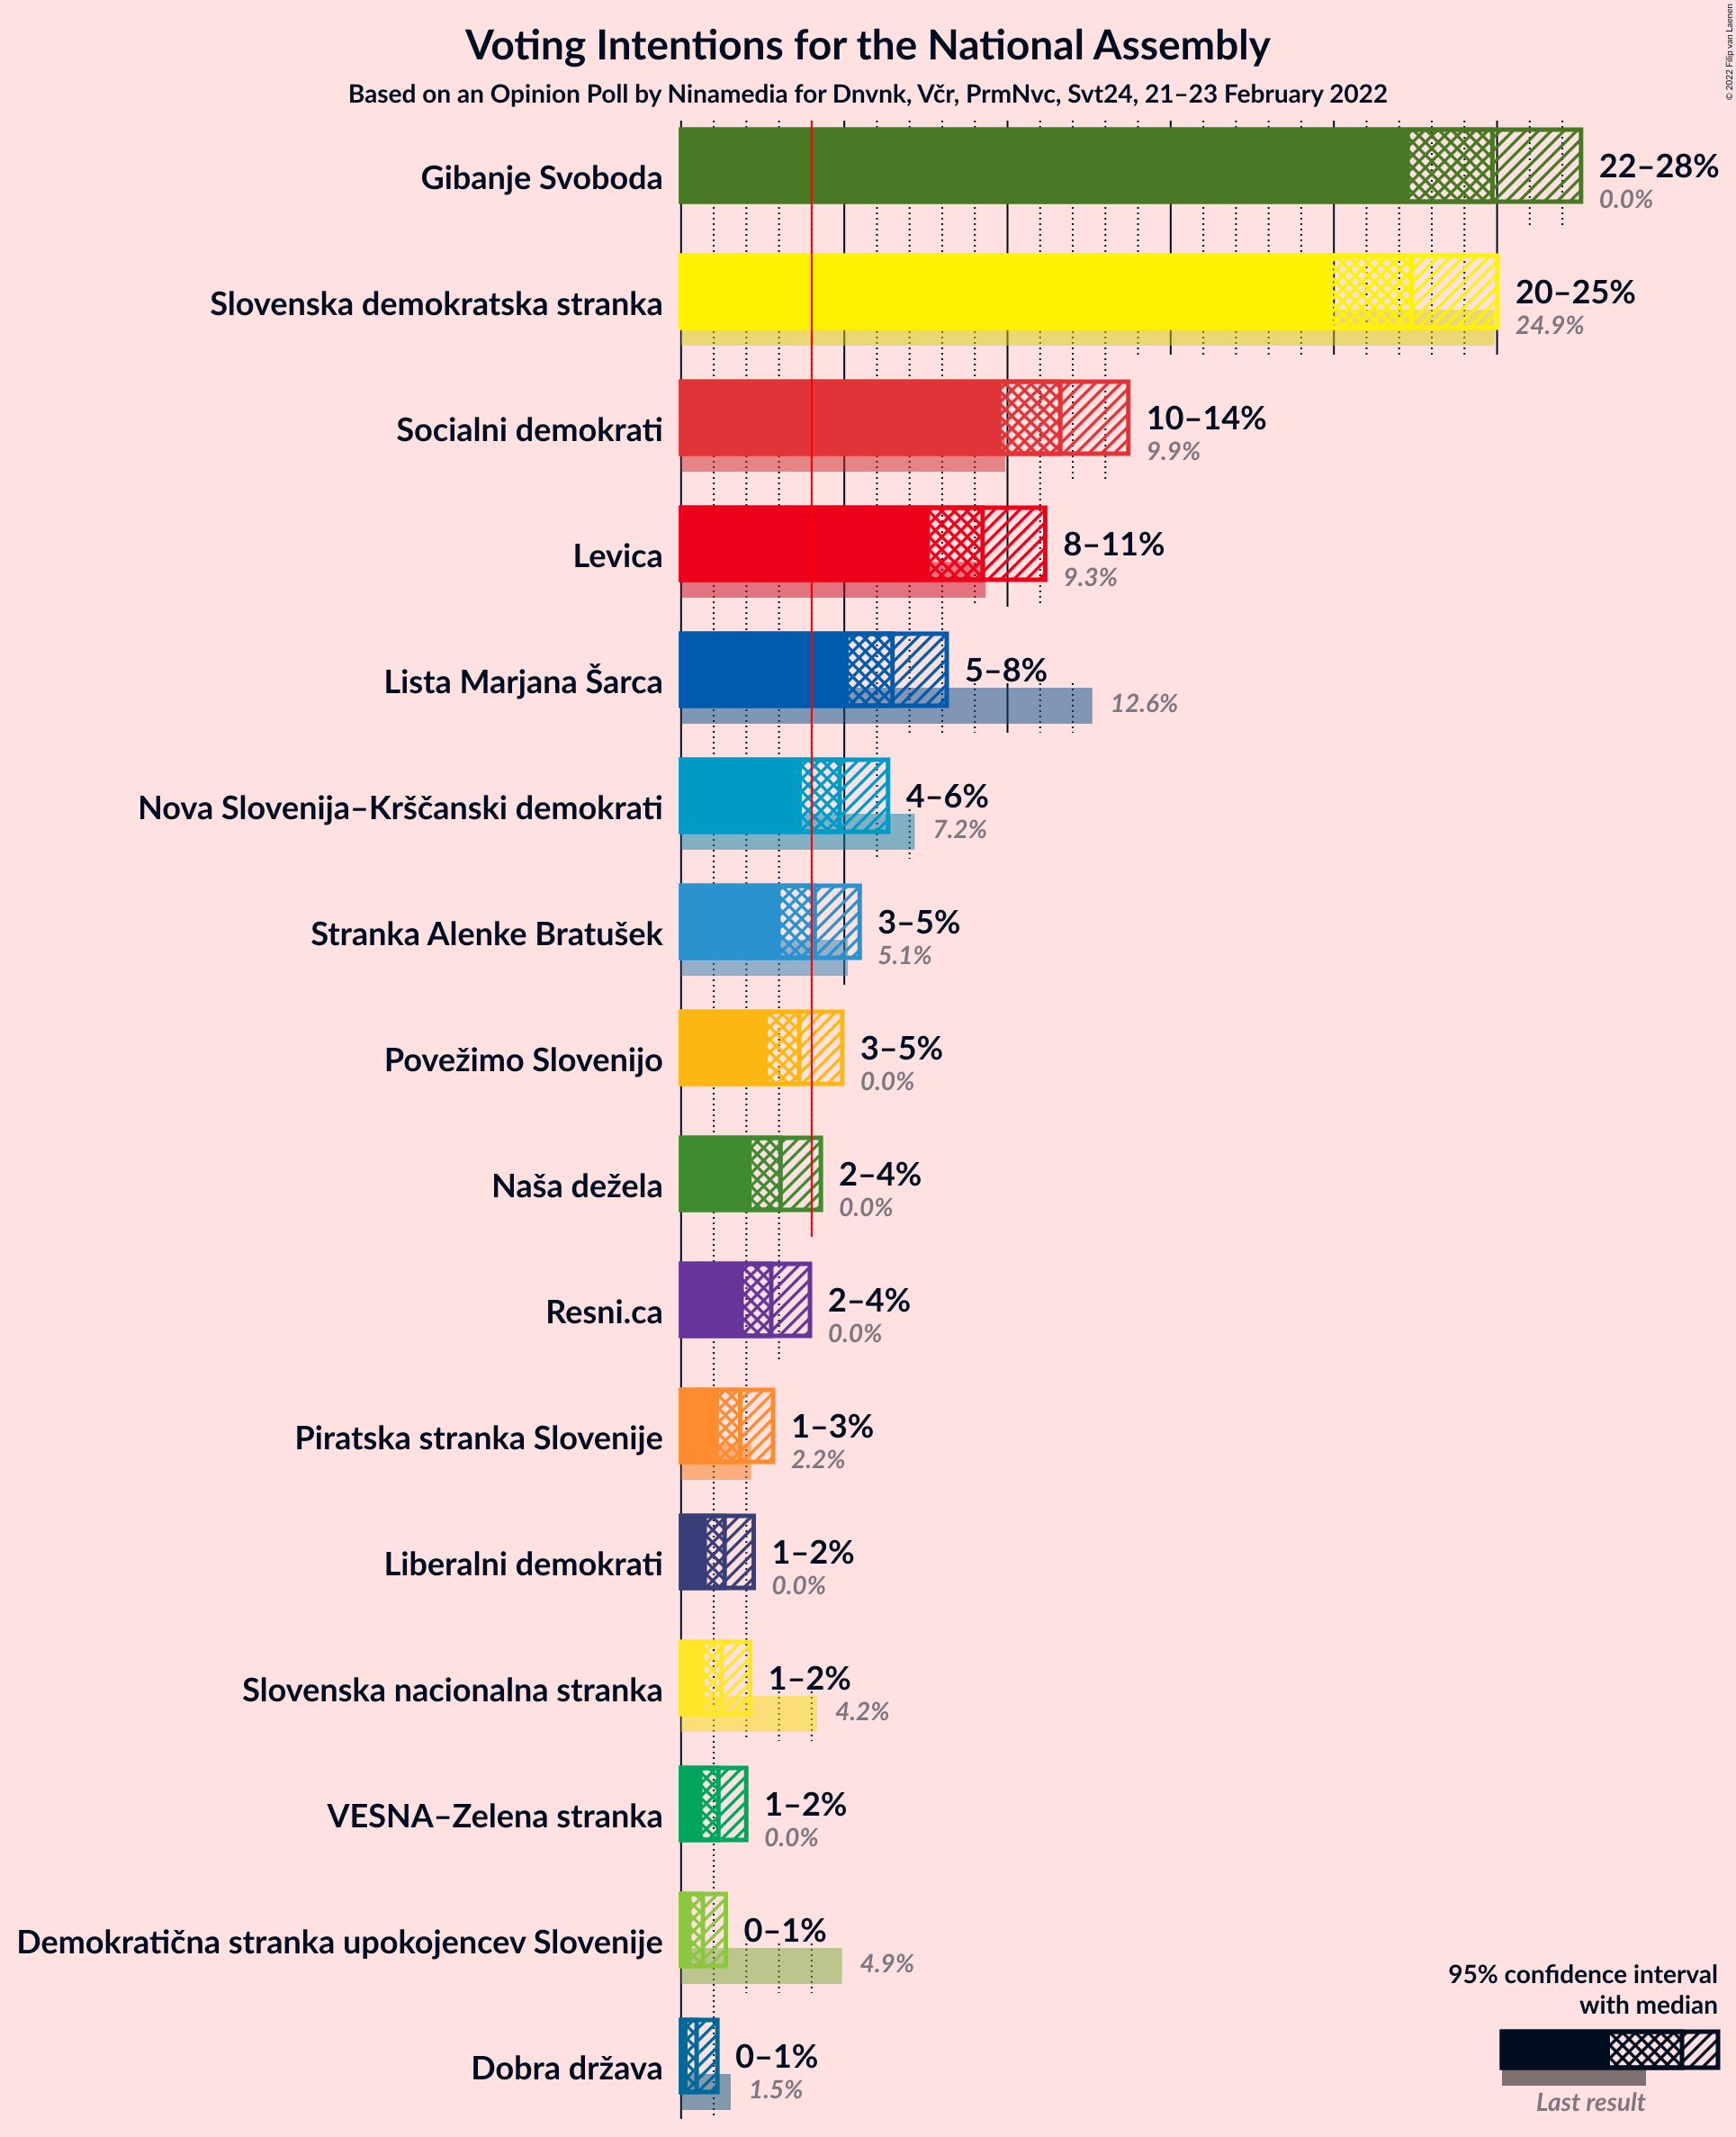 © 2022 Filip van Laenen
Voting Intentions for the National Assembly
Based on an Opinion Poll by Ninamedia for Dnvnk, Včr, PrmNvc, Svt24, 21–23 February 2022
Gibanje Svoboda
22–28%
0.0%
Slovenska demokratska stranka
20–25%
24.9%
Socialni demokrati
10–14%
9.9%
Levica
8–11%
9.3%
Lista Marjana Šarca
5–8%
12.6%
Nova Slovenija–Krščanski demokrati
4–6%
7.2%
Stranka Alenke Bratušek
3–5%
5.1%
Povežimo Slovenijo
3–5%
0.0%
Naša dežela
2–4%
0.0%
Resni.ca
2–4%
0.0%
Piratska stranka Slovenije
1–3%
2.2%
Liberalni demokrati
1–2%
0.0%
Slovenska nacionalna stranka
1–2%
4.2%
VESNA–Zelena stranka
1–2%
0.0%
Demokratična stranka upokojencev Slovenije
0–1%
4.9%
Dobra država
0–1%
1.5%
95% confidence interval
with median
Last result